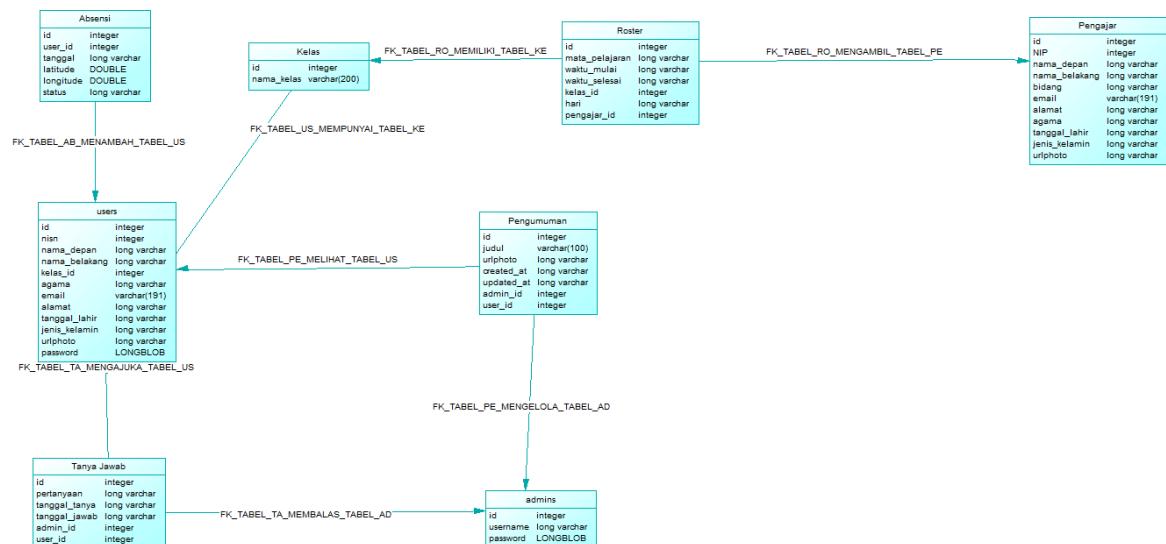 Absensi
id integer
user_id integer
tanggal long varchar
latitude DOUBLE
longitude DOUBLE
status long varchar
FK_TABEL_AB_MENAMBAH_TABEL_US
Kelas
id integer
nama_kelas varchar(200)
FK_TABEL_RO_MEMILIKI_TABEL_KE
FK_TABEL_US_MEMPUNYAI_TABEL_KE
Roster
id integer
mata_pelajaran long varchar
waktu_mulai long varchar
waktu_selesai long varchar
kelas_id integer
hari long varchar
pengajar_id integer
FK_TABEL_RO_MENGAMBIL_TABEL_PE
Pengajar
id integer
NIP integer
nama_depan long varchar
nama_belakang long varchar
bidang long varchar
email varchar(191)
alamat long varchar
agama long varchar
tanggal_lahir long varchar
jenis_kelamin long varchar
urlphoto long varchar
users
id integer
nisn integer
nama_depan long varchar
nama_belakang long varchar
kelas_id integer
agama long varchar
email varchar(191)
alamat long varchar
tanggal_lahir long varchar
jenis_kelamin long varchar
urlphoto long varchar
password LONGBLOB
FK_TABEL_TA_MENGAJUKA_TABEL_US
FK_TABEL_PE_MELIHAT_TABEL_US
Pengumuman
id integer
judul varchar(100)
urlphoto long varchar
created_at long varchar
updated_at long varchar
admin_id integer
user_id integer
FK_TABEL_PE_MENGELOLA_TABEL_AD
Tanya Jawab
id integer
pertanyaan long varchar
tanggal_tanya long varchar
tanggal_jawab long varchar
admin_id integer
user_id integer
FK_TABEL_TA_MEMBALAS_TABEL_AD
admins
id integer
username long varchar
password LONGBLOB